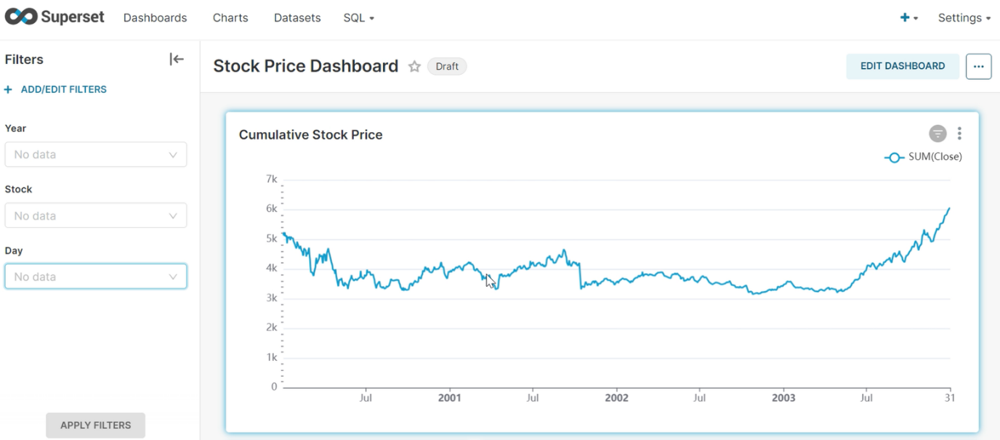 Superset Dashboards Charts Datasets SQL Settings
Filters
+ ADD/EDIT FILTERS
Year
No data
Stock
No data
Day
No data
APPLY FILTERS
Stock Price Dashboard Draft
EDIT DASHBOARD ...
Cumulative Stock Price
SUM(Close)
7k
6k
5k
4k
3k
2k
1k
0
Jul 2001 Jul 2002 Jul 2003 Jul 31